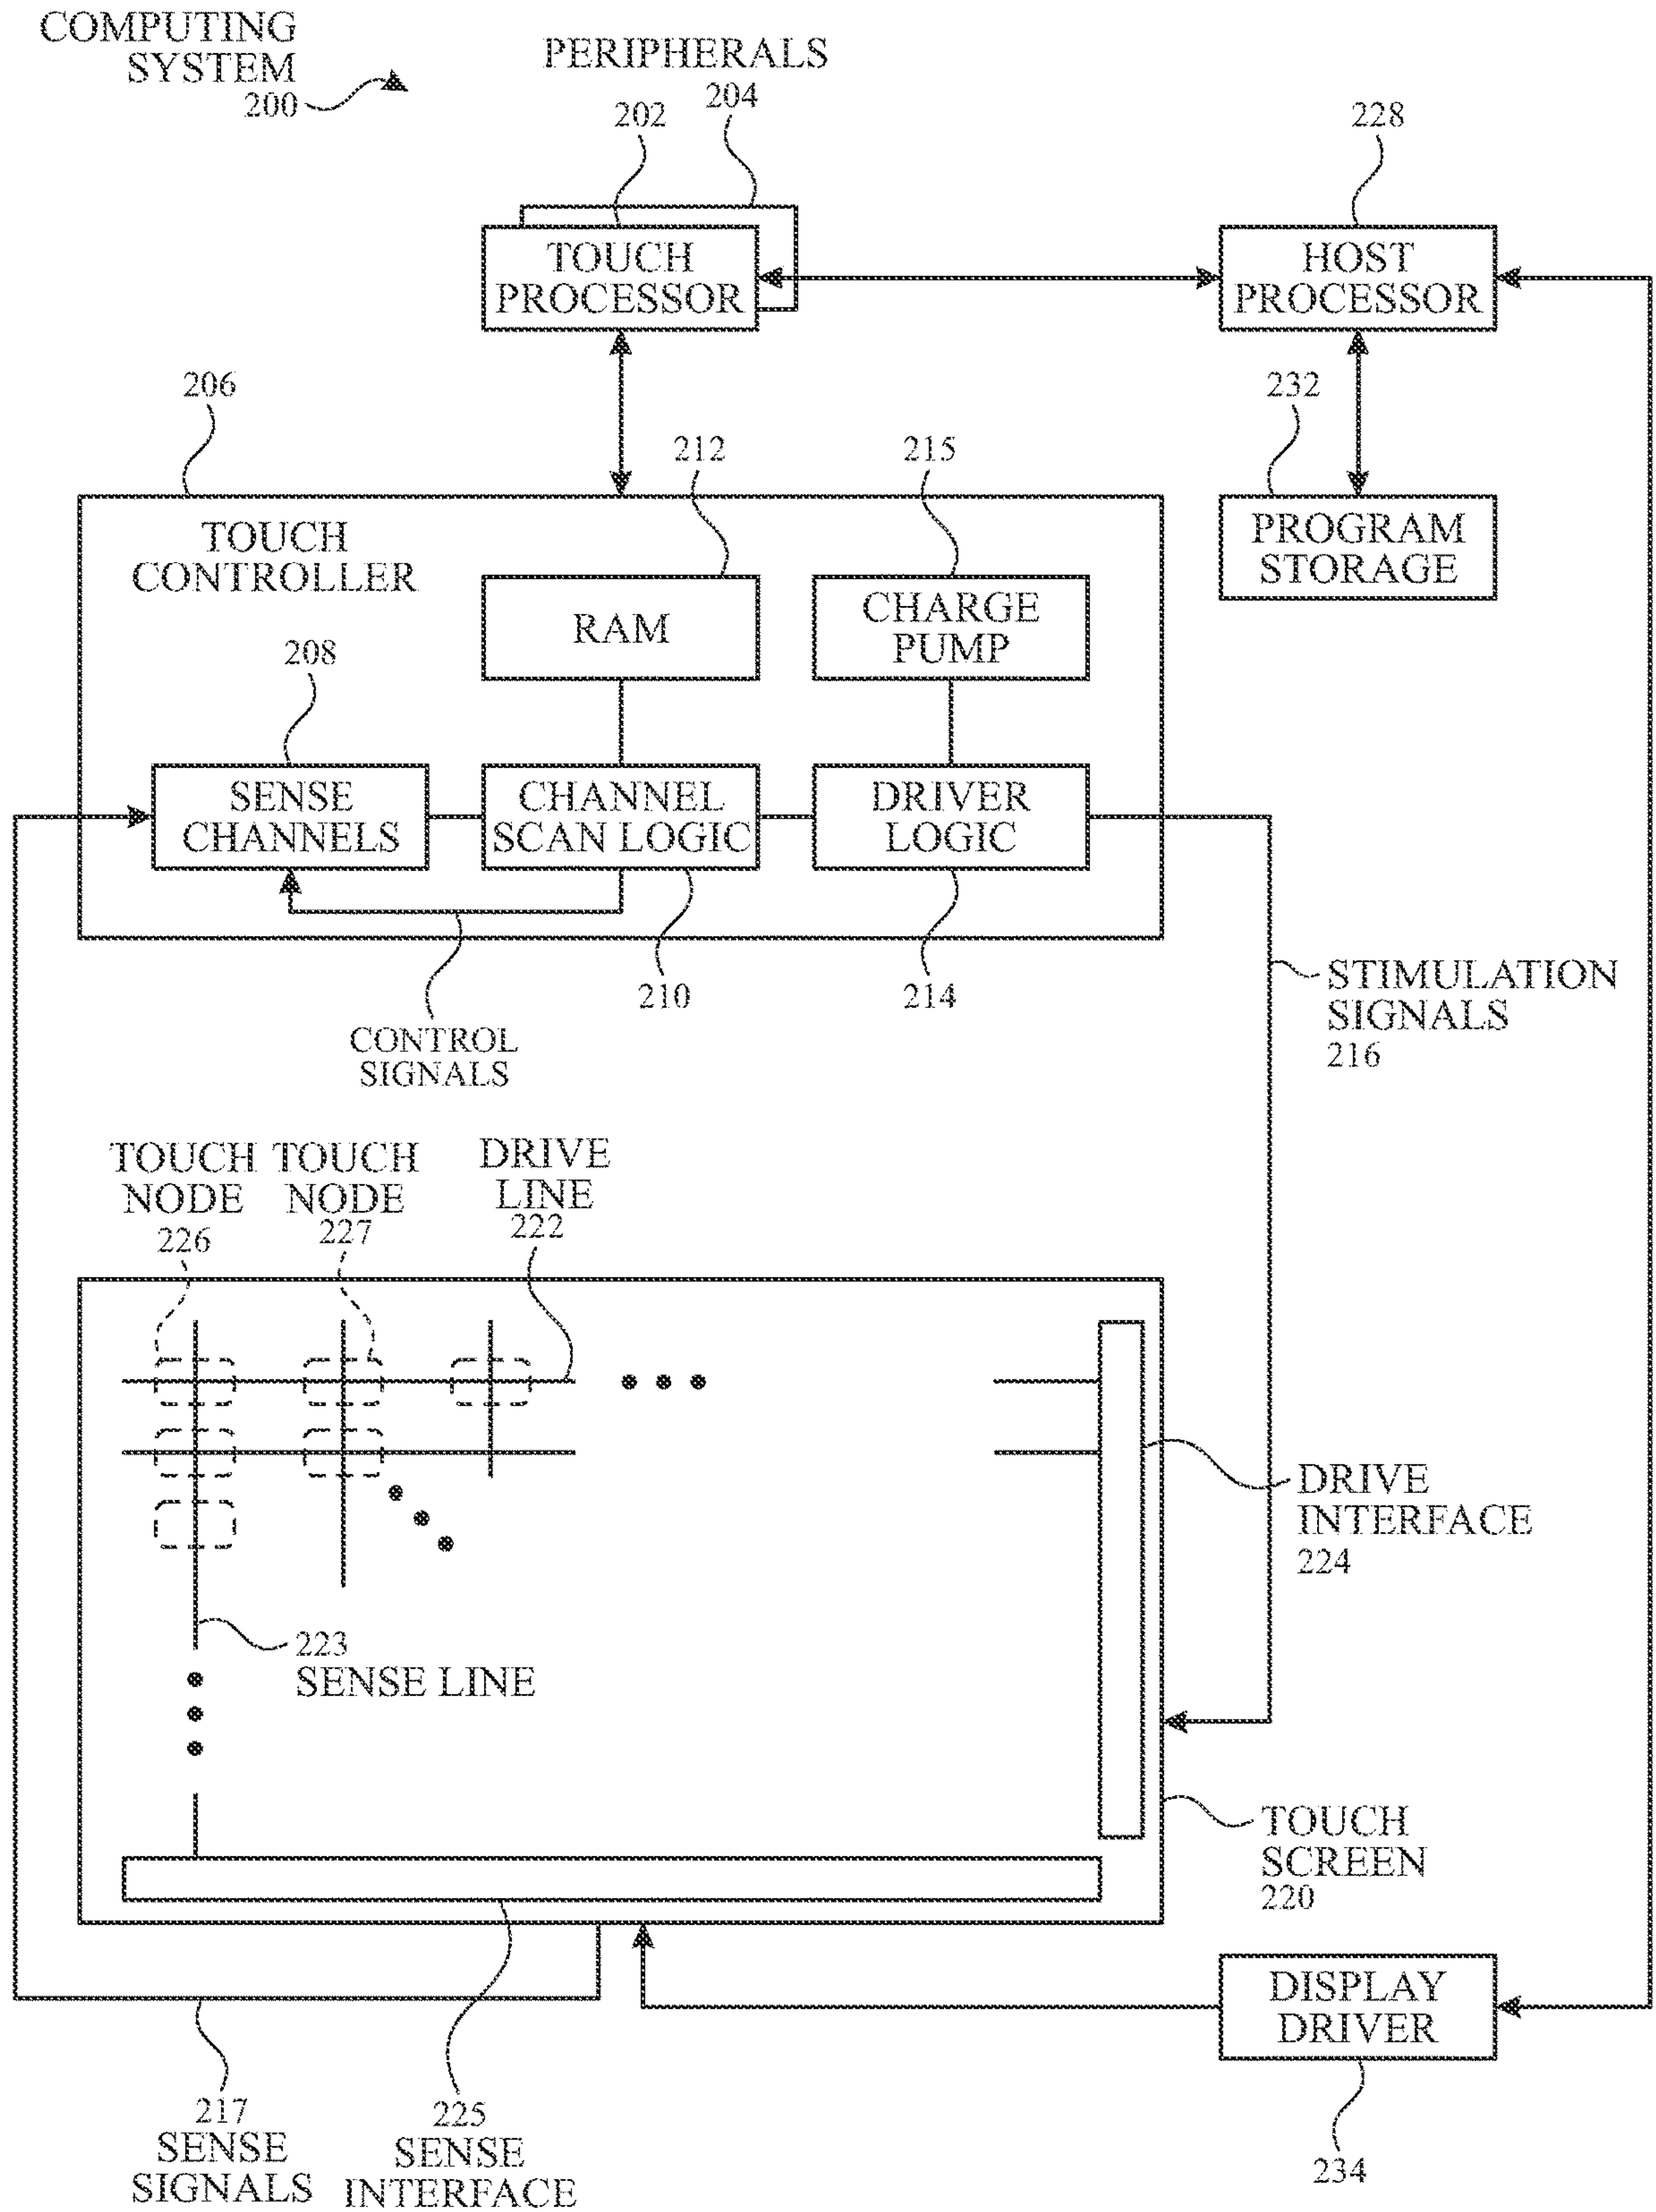 COMPUTING
SYSTEM
200
PERIPHERALS
204
202
228
TOUCH
PROCESSOR
HOST
PROCESSOR
206
212
215
232
TOUCH
CONTROLLER
RAM
CHARGE
PUMP
PROGRAM
STORAGE
208
SENSE
CHANNELS
CHANNEL
SCAN LOGIC
DRIVER
LOGIC
210
214
CONTROL
SIGNALS
STIMULATION
SIGNALS
216
TOUCH
NODE
226
TOUCH
NODE
227
DRIVE
LINE
222
DRIVE
INTERFACE
224
223
SENSE LINE
TOUCH
SCREEN
220
DISPLAY
DRIVER
234
217
SENSE
SIGNALS
225
SENSE
INTERFACE